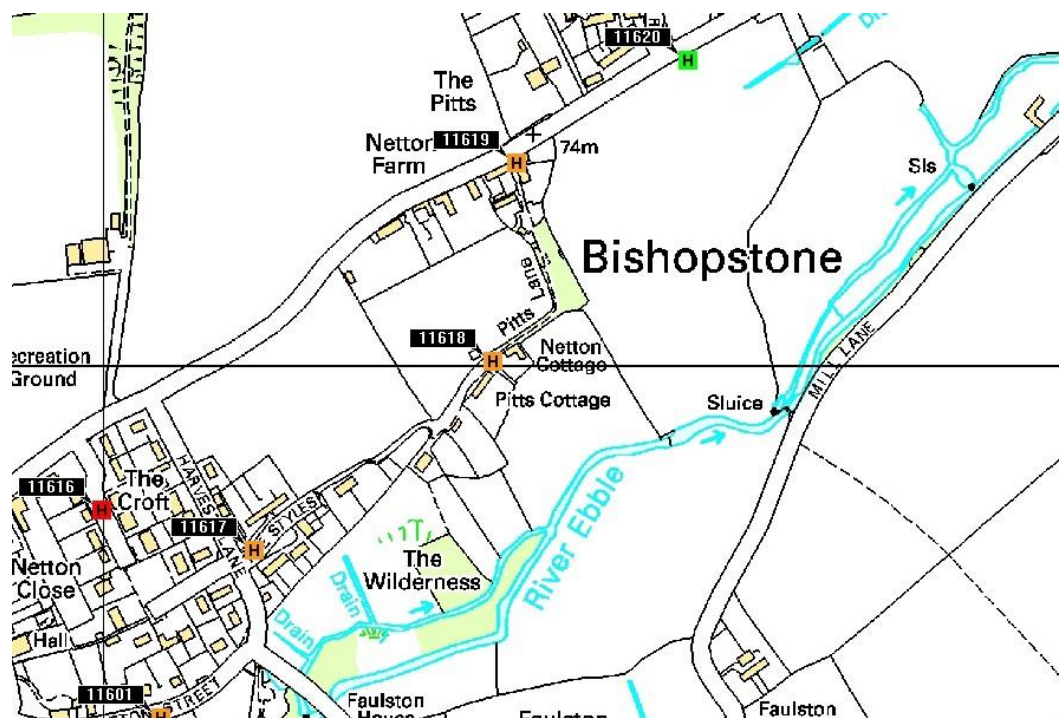 11620
Dr
The
Pitts
11619
Netton
Farm
74m
H
H
Sls
Bishopstone
Lane
Pitts
11618
H
Netton
Cottage
Pitts Cottage
ecreation
Ground
MILL LANE
Sluice
11616
H
The
Croft
HARVEST LANE
STYLES
11617
H
Netton
Close
The
Wilderness
River Ebble
Drain
Drain
Hall
11601
H
STREET
Faulston
House
Faulston
Faulston